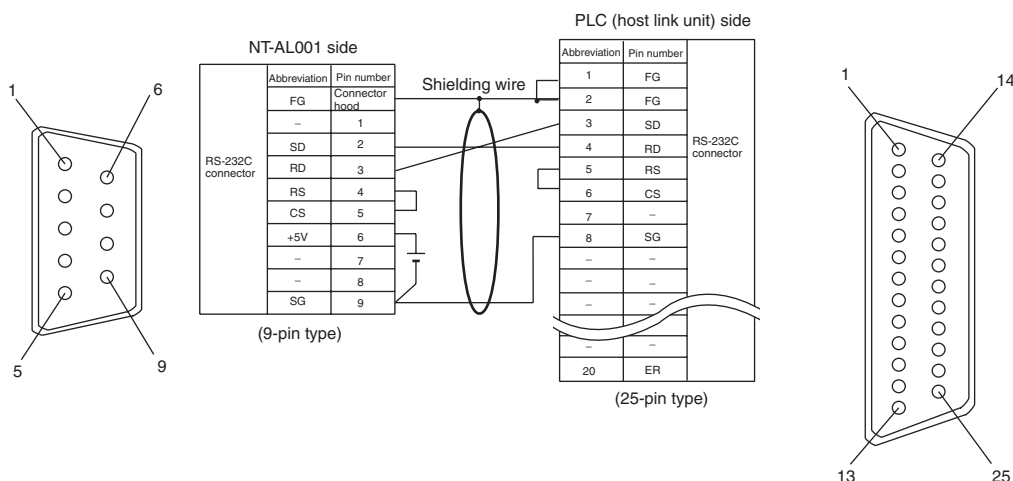 PLC (host link unit) side
NT-AL001 side
Abbreviation Pin number
RS-232C connector
FG Connector hood
– 1
SD 2
RD 3
RS 4
CS 5
+5V 6
– 7
– 8
SG 9
(9-pin type)
Shielding wire
Abbreviation Pin number
1 FG
2 FG
3 SD
4 RD
5 RS
6 CS
7 –
8 SG
– –
– –
– –
– –
20 ER
RS-232C connector
(25-pin type)
1
6
5
9
1
14
13
25